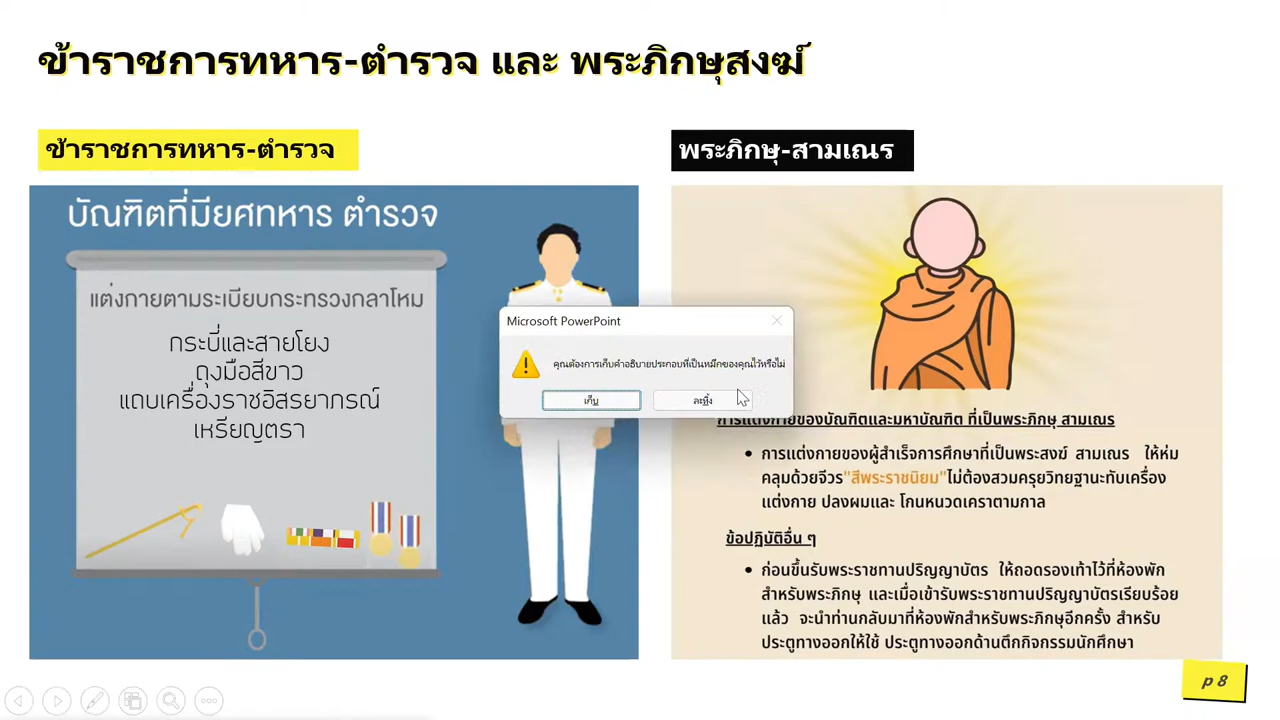 ข้าราชการทหาร-ตำรวจ และ พระภิกษุสงฆ์
ข้าราชการทหาร-ตำรวจ
บัณฑิตที่มียศทหาร ตำรวจ
แต่งกายตามระเบียบกระทรวงกลาโหม
กระบี่และสายโยง
ถุงมือสีขาว
แถบเครื่องราชอิสรยาภรณ์
เหรียญตรา
Microsoft PowerPoint
คุณต้องการเก็บคำอธิบายประกอบที่เป็นหมึกของคุณไว้หรือไม่
เก็บ
ละทิ้ง
พระภิกษุ-สามเณร
การแต่งกายของบัณฑิตและมหาบัณฑิต ที่เป็นพระภิกษุ สามเณร
• การแต่งกายของผู้สำเร็จการศึกษาที่เป็นพระสงฆ์ สามเณร ให้ห่ม
คลุมด้วยจีวร"สีพระราชนิยม"ไม่ต้องสวมครุยวิทยฐานะทับเครื่อง
แต่งกาย ปลงผมและ โกนหนวดเคราตามกาล
ข้อปฏิบัติอื่น ๆ
• ก่อนขึ้นรับพระราชทานปริญญาบัตร ให้ถอดรองเท้าไว้ที่ห้องพัก
สำหรับพระภิกษุ และเมื่อเข้ารับพระราชทานปริญญาบัตรเรียบร้อย
แล้ว จะนำท่านกลับมาที่ห้องพักสำหรับพระภิกษุอีกครั้ง สำหรับ
ประตูทางออกให้ใช้ ประตูทางออกด้านตึกกิจกรรมนักศึกษา
p 8